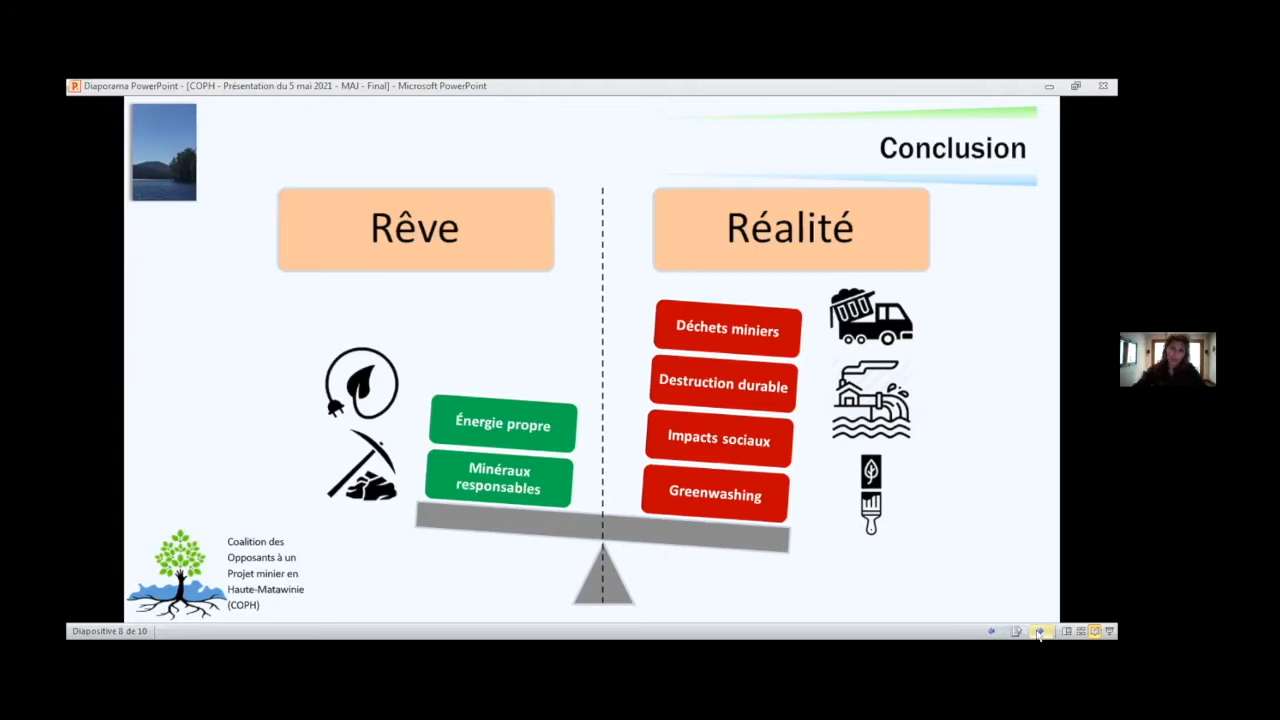 Diaporama PowerPoint - [COPH - Présentation du 5 mai 2021 - MAJ - Final] - Microsoft PowerPoint
Conclusion
Rêve
Réalité
Énergie propre
Minéraux
responsables
Déchets miniers
Destruction durable
Impacts sociaux
Greenwashing
Coalition des
Opposants à un
Projet minier en
Haute-Matawinie
(COPH)
Diapositive 8 de 10